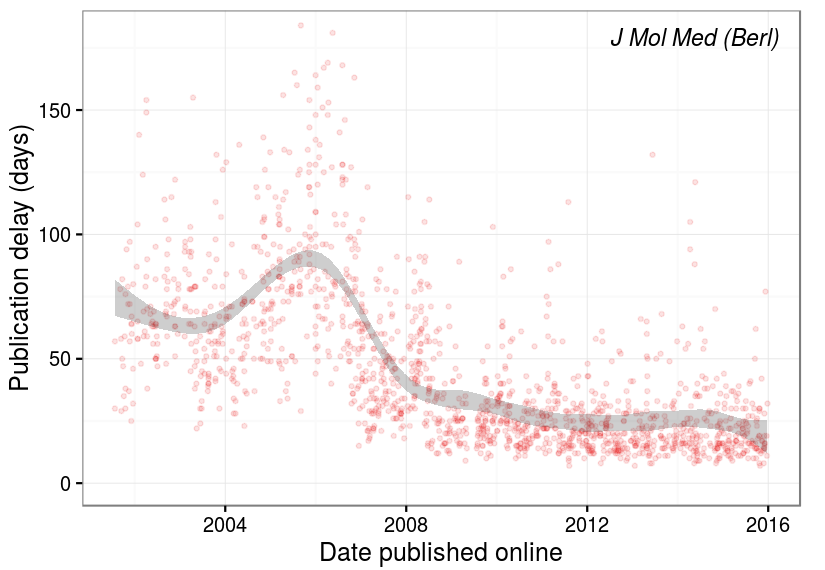 J Mol Med (Berl)
Publication delay (days)
150
100
50
0
2004
2008
2012
2016
Date published online